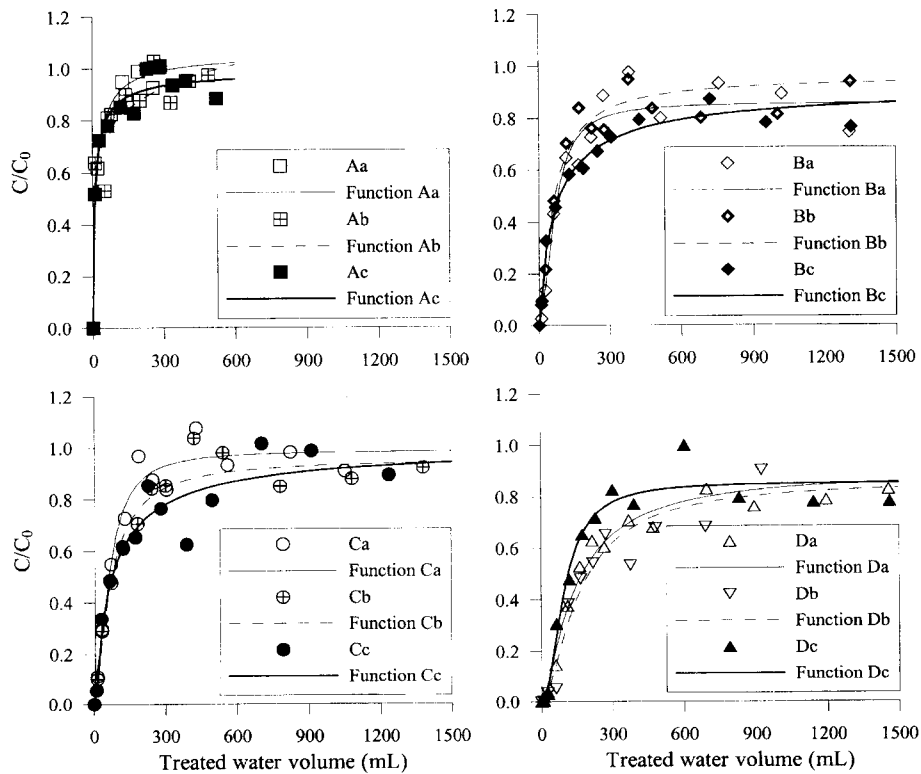 1.2
1.0
0.8
0.6
0.4
0.2
0.0
C/C0
0 300 600 900 1200 1500
Aa
Function Aa
Ab
Function Ab
Ac
Function Ac
1.2
1.0
0.8
0.6
0.4
0.2
0.0
0 300 600 900 1200 1500
Ba
Function Ba
Bb
Function Bb
Bc
Function Bc
1.2
1.0
0.8
0.6
0.4
0.2
0.0
C/C0
0 300 600 900 1200 1500
Treated water volume (mL)
Ca
Function Ca
Cb
Function Cb
Cc
Function Cc
1.2
1.0
0.8
0.6
0.4
0.2
0.0
0 300 600 900 1200 1500
Treated water volume (mL)
Da
Function Da
Db
Function Db
Dc
Function Dc